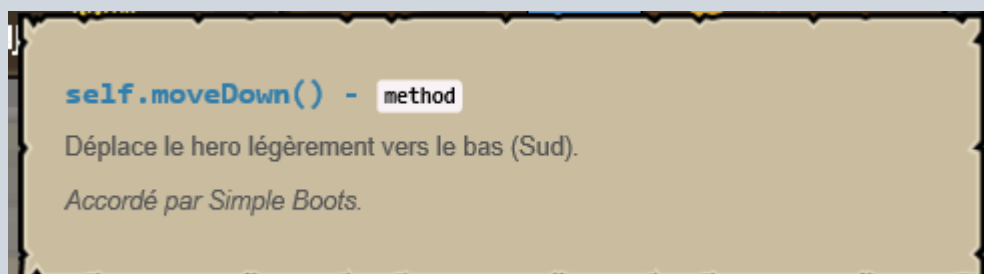 self.moveDown() - method
Déplace le hero légèrement vers le bas (Sud).
Accordé par Simple Boots.